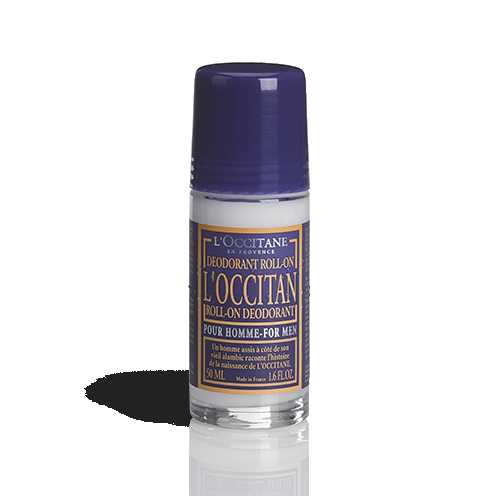 L'OCCITANE
EN PROVENCE
DEODORANT ROLL-ON
L'OCCITAN
ROLL-ON DEODORANT
POUR HOMME-FOR MEN
Un homme assis à côté de son
vieil alambic raconte l'histoire
de la naissance de L'OCCITANE.
50 ML Made in France 1.6 FL.OZ.